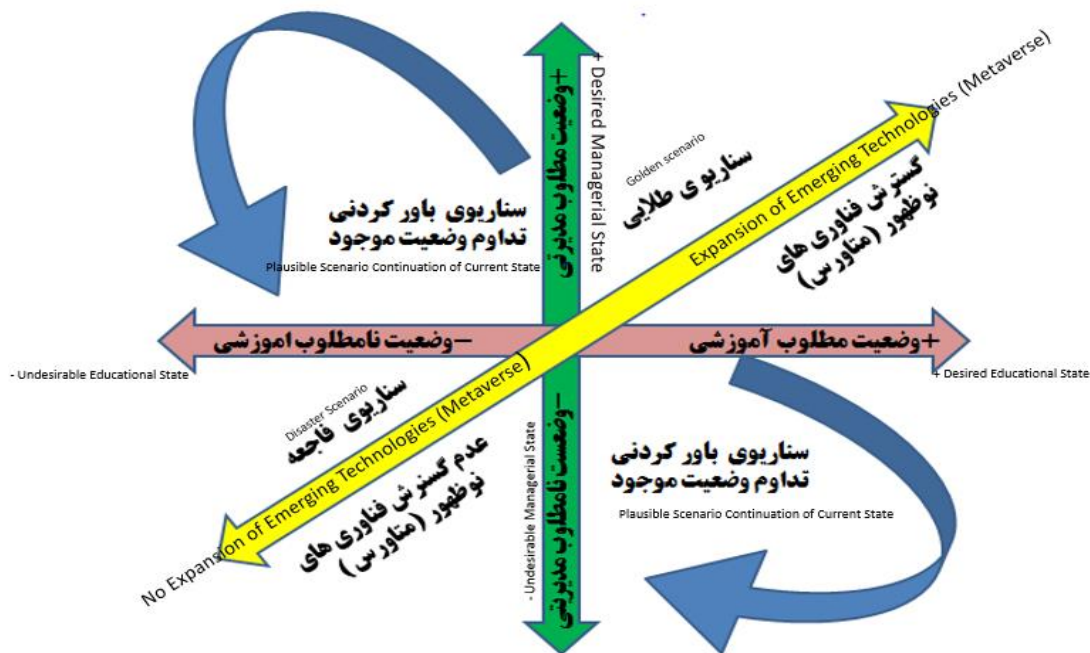 +وضعیت مطلوب مدیریتی
+ Desired Managerial State
Golden scenario
سناریو ی طلایی
Expansion of Emerging Technologies (Metaverse)
گسترش فناوری های
نوظهور (متاورس)
سناریوی باور کردنی
تداوم وضعیت موجود
Plausible Scenario Continuation of Current State
–وضعیت نامطلوب اموزشی
+وضعیت مطلوب آموزشی
- Undesirable Educational State
+ Desired Educational State
Disaster Scenario
سناریوی فاجعه
No Expansion of Emerging Technologies (Metaverse)
عدم گسترش فناوری های
نوظهور (متاورس)
- Undesirable Managerial State
–وضعست نامطلوب مدیریتی
سناریوی باور کردنی
تداوم وضعیت موجود
Plausible Scenario Continuation of Current State